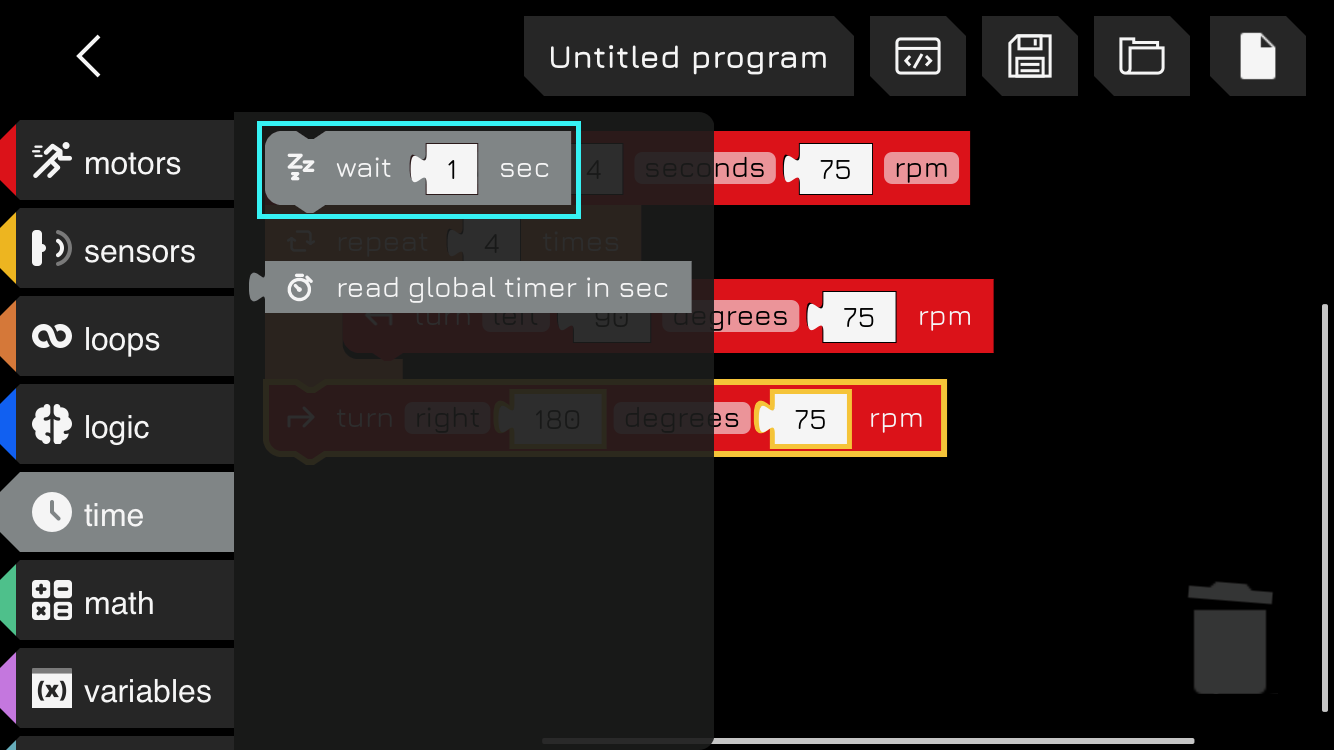 Untitled program
motors
wait 1 sec 4 seconds 75 rpm
sensors
repeat 4 times
read global timer in sec
turn left 90 degrees 75 rpm
loops
logic
turn right 180 degrees 75 rpm
time
math
(x) variables